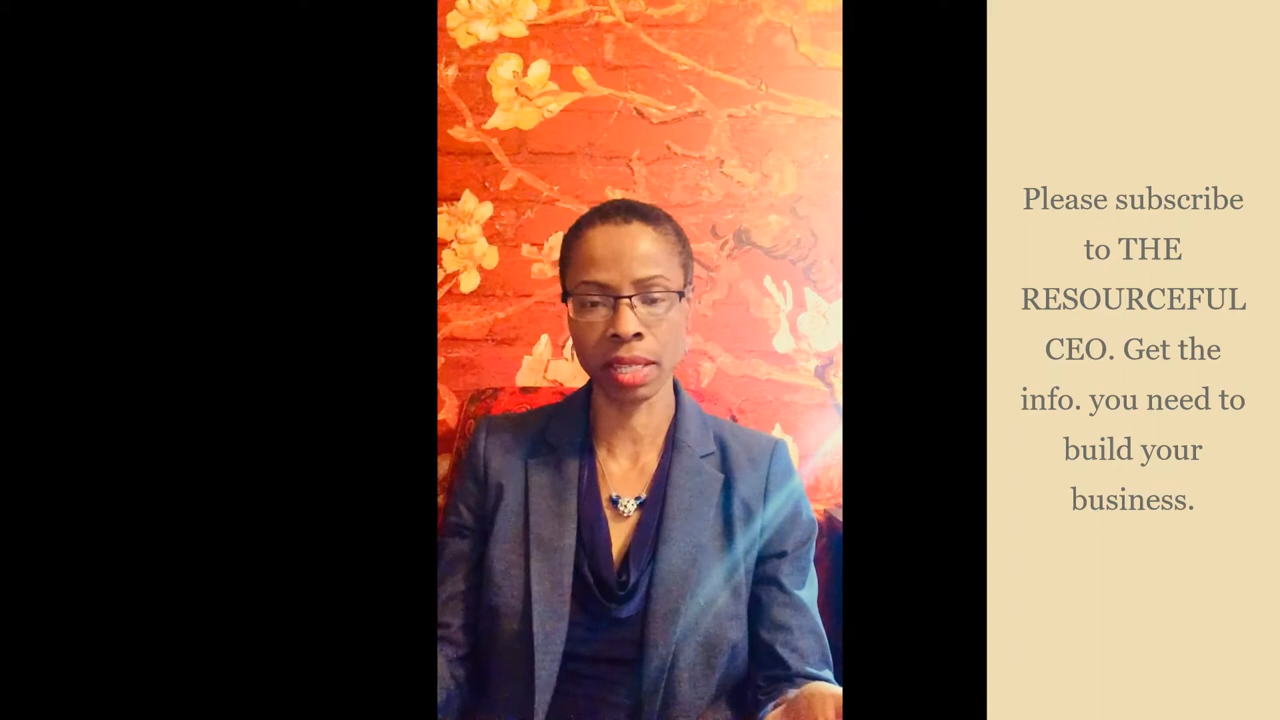 Please subscribe
to THE
RESOURCEFUL
CEO. Get the
info. you need to
build your
business.